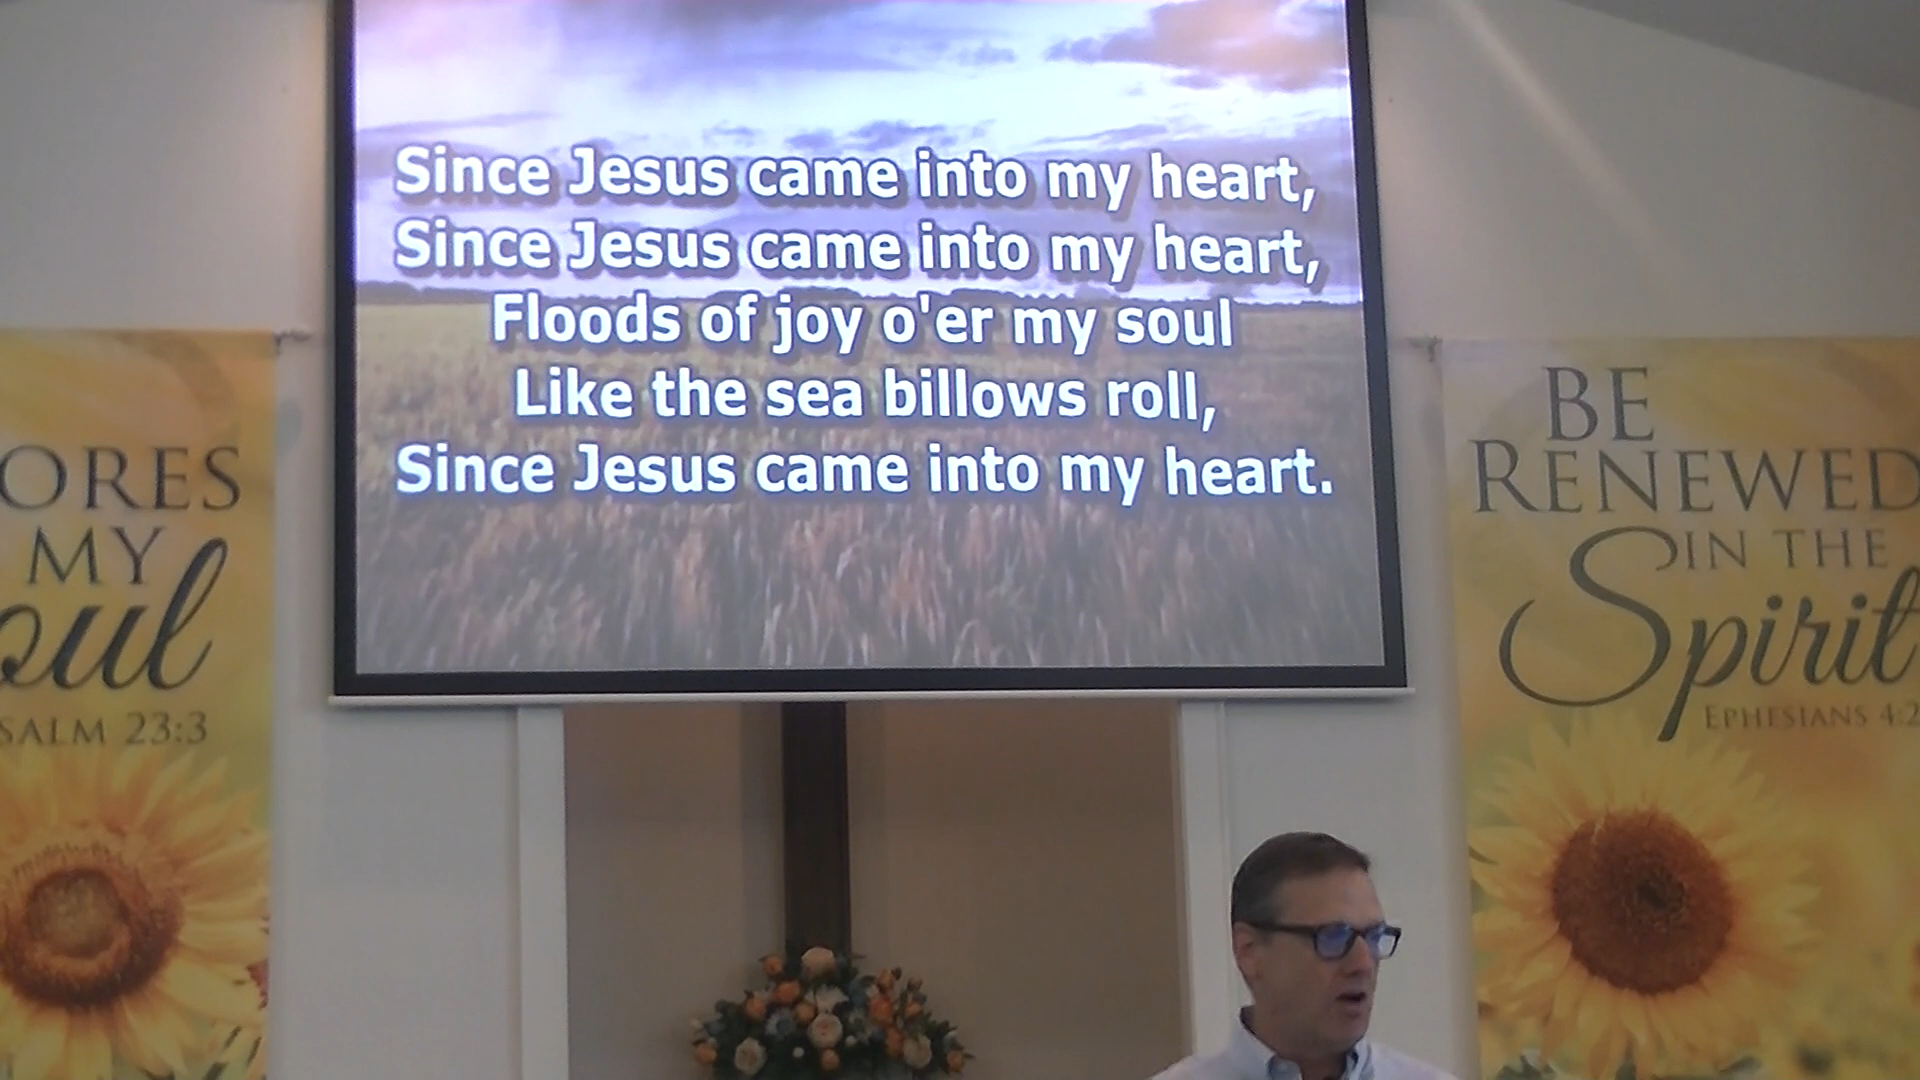 Since Jesus came into my heart,
Since Jesus came into my heart,
Floods of joy o'er my soul
Like the sea billows roll,
Since Jesus came into my heart.
ORES
MY
oul
SALM 23:3
BE
RENEWED
IN THE
Spirit
EPHESIANS 4:2